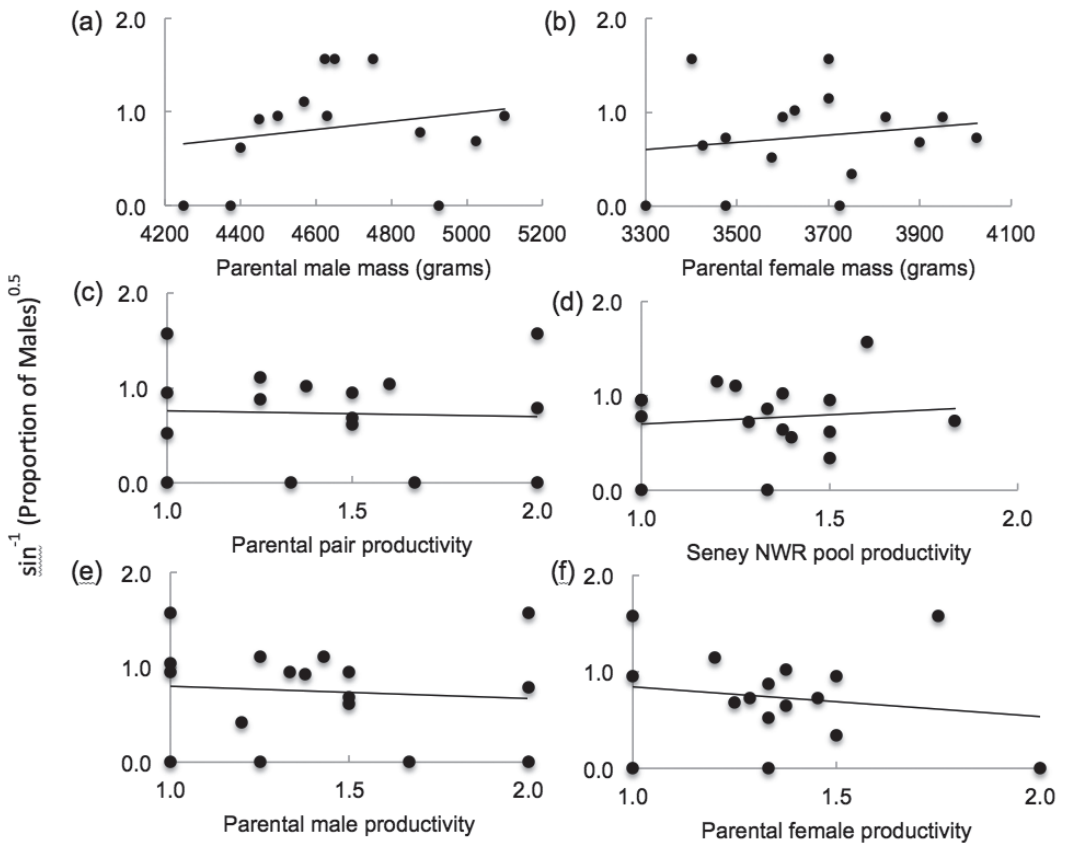 sin⁻¹ (Proportion of Males)⁰·⁵
(a)
2.0
1.0
0.0
4200 4400 4600 4800 5000 5200
Parental male mass (grams)
(b)
2.0
1.0
0.0
3300 3500 3700 3900 4100
Parental female mass (grams)
(c)
2.0
1.0
0.0
1.0 1.5 2.0
Parental pair productivity
(d)
2.0
1.0
0.0
1.0 1.5 2.0
Seney NWR pool productivity
(e)
2.0
1.0
0.0
1.0 1.5 2.0
Parental male productivity
(f)
2.0
1.0
0.0
1.0 1.5 2.0
Parental female productivity